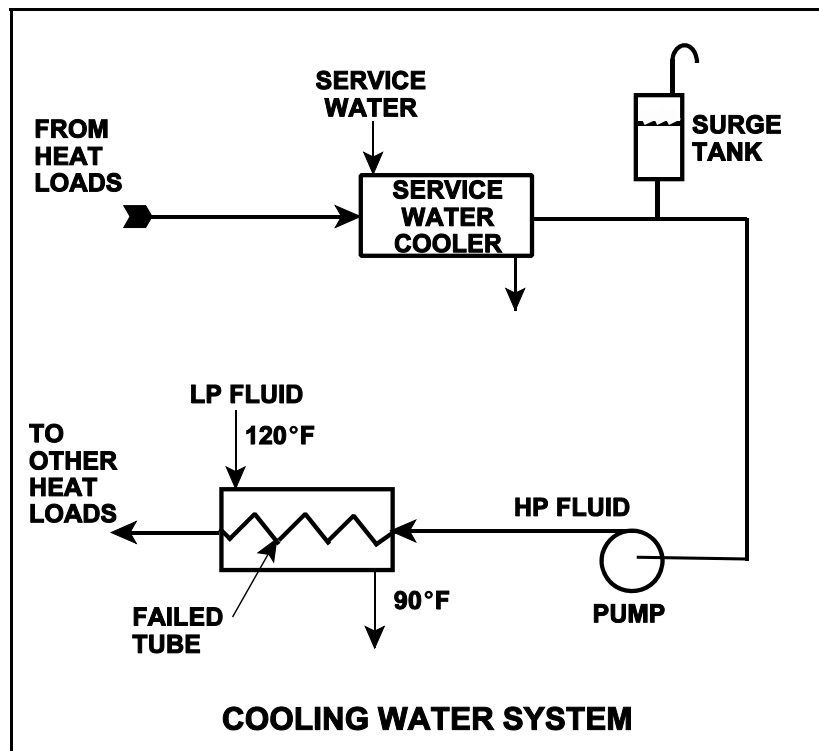 SERVICE
WATER
FROM
HEAT
LOADS
SURGE
TANK
SERVICE
WATER
COOLER
LP FLUID
120°F
TO
OTHER
HEAT
LOADS
HP FLUID
90°F
FAILED
TUBE
PUMP
COOLING WATER SYSTEM